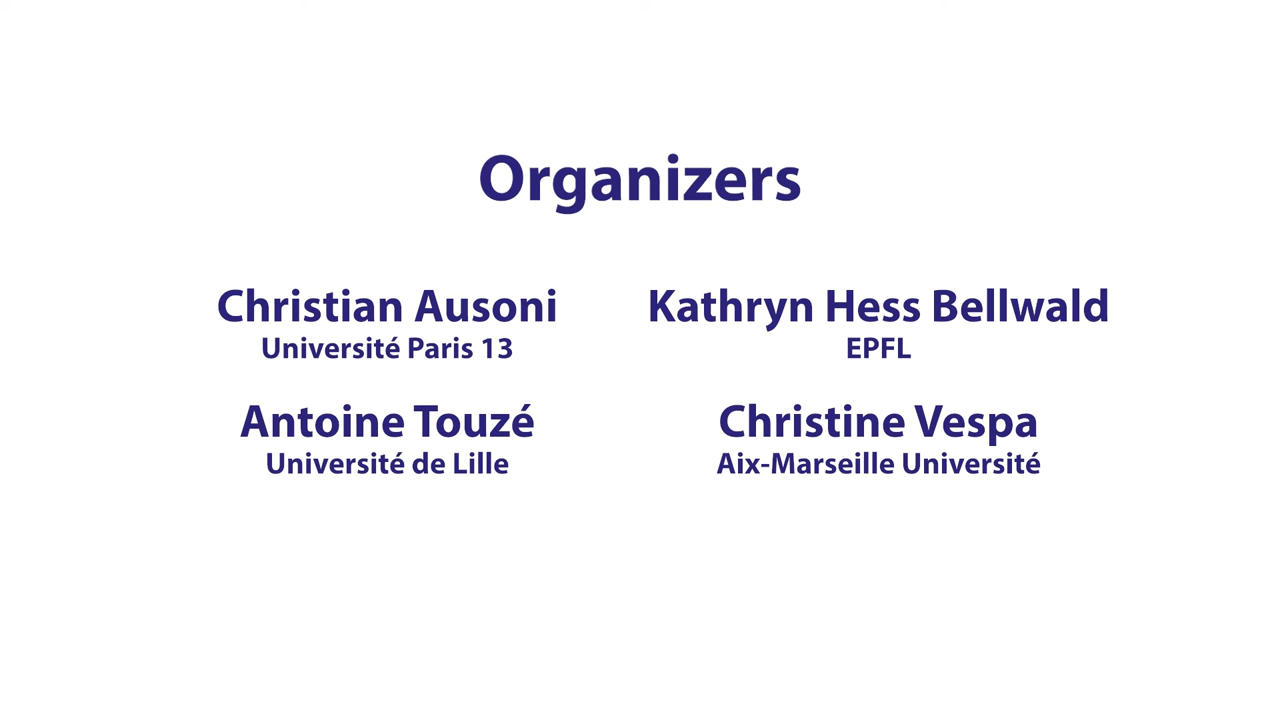 Organizers
Christian Ausoni
Université Paris 13
Kathryn Hess Bellwald
EPFL
Antoine Touzé
Université de Lille
Christine Vespa
Aix-Marseille Université